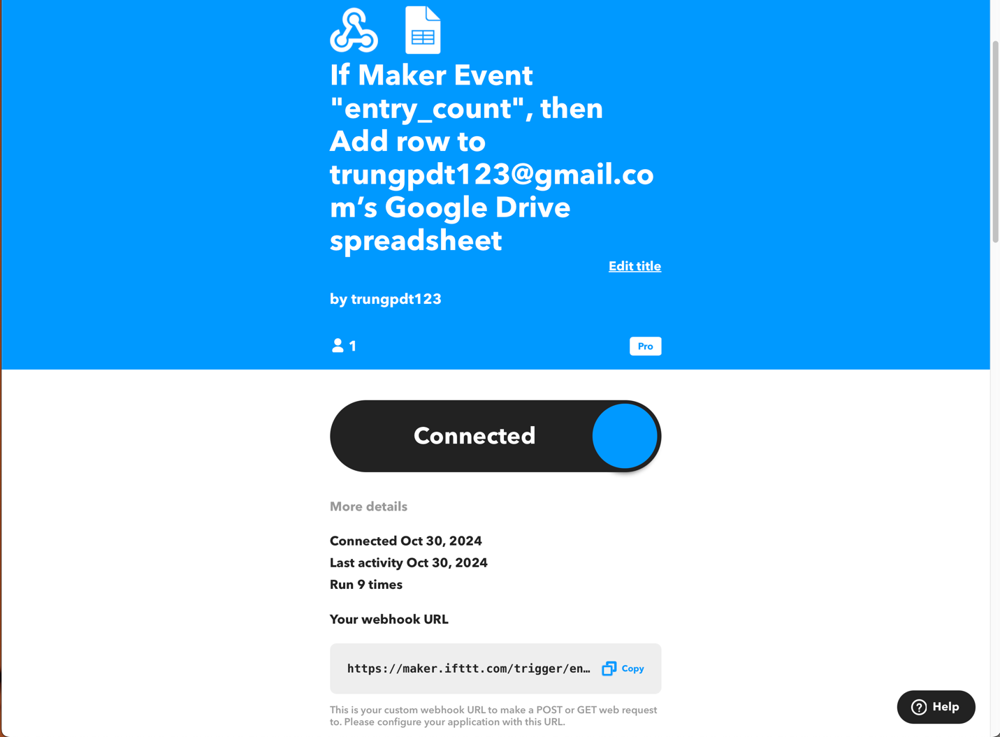 If Maker Event
"entry_count", then
Add row to
trungpdt123@gmail.co
m’s Google Drive
spreadsheet
Edit title
by trungpdt123
1
Pro
Connected
More details
Connected Oct 30, 2024
Last activity Oct 30, 2024
Run 9 times
Your webhook URL
https://maker.ifttt.com/trigger/en… Copy
This is your custom webhook URL to make a POST or GET web request
to. Please configure your application with this URL.
Help